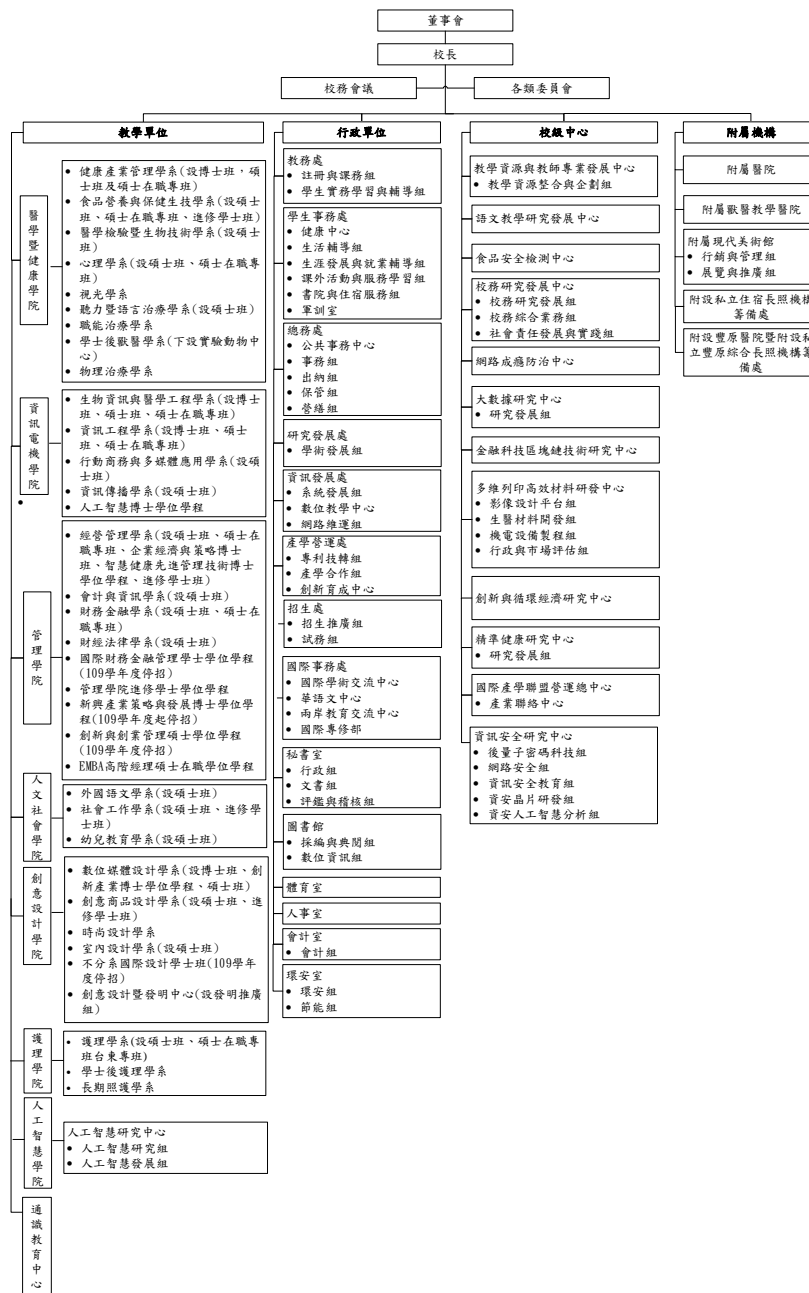 董事會
校長
校務會議
各類委員會
教學單位
醫學暨健康學院
• 健康產業管理學系(設博士班，碩
士班及碩士在職專班)
• 食品營養與保健生技學系(設碩士
班、碩士在職專班、進修學士班)
• 醫學檢驗暨生物技術學系(設碩士
班)
• 心理學系(設碩士班、碩士在職專
班)
• 視光學系
• 聽力暨語言治療學系(設碩士班)
• 職能治療學系
• 學士後獸醫學系(下設實驗動物中
心)
• 物理治療學系
資訊電機學院
• 生物資訊與醫學工程學系(設博士
班、碩士班、碩士在職專班)
• 資訊工程學系(設博士班、碩士
班、碩士在職專班)
• 行動商務與多媒體應用學系(設碩
士班)
• 資訊傳播學系(設碩士班)
• 人工智慧博士學位學程
•
管理學院
• 經營管理學系(設碩士班、碩士在
職專班、企業經濟與策略博士
班、智慧健康先進管理技術博士
學位學程、進修學士班)
• 會計與資訊學系(設碩士班)
• 財務金融學系(設碩士班、碩士在
職專班)
• 財經法律學系(設碩士班)
• 國際財務金融管理學士學位學程
(109學年度停招)
• 管理學院進修學士學位學程
• 新興產業策略與發展博士學位學
程(109學年度起停招)
• 創新與創業管理碩士學位學程
(109學年度停招)
• EMBA高階經理碩士在職學位學程
人文社會學院
• 外國語文學系(設碩士班)
• 社會工作學系(設碩士班、進修學
士班)
• 幼兒教育學系(設碩士班)
創意設計學院
• 數位媒體設計學系(設博士班、創
新產業博士學位學程、碩士班)
• 創意商品設計學系(設碩士班、進
修學士班)
• 時尚設計學系
• 室內設計學系(設碩士班)
• 不分系國際設計學士班(109學年
度停招)
• 創意設計暨發明中心(設發明推廣
組)
護理學院
• 護理學系(設碩士班、碩士在職專
班台東專班)
• 學士後護理學系
• 長期照護學系
人工智慧學院
人工智慧研究中心
• 人工智慧研究組
• 人工智慧發展組
通識教育中心
行政單位
教務處
• 註冊與課務組
• 學生實務學習與輔導組
學生事務處
• 健康中心
• 生活輔導組
• 生涯發展與就業輔導組
• 課外活動與服務學習組
• 書院與住宿服務組
• 軍訓室
總務處
• 公共事務中心
• 事務組
• 出納組
• 保管組
• 營繕組
研究發展處
• 學術發展組
資訊發展處
• 系統發展組
• 數位教學中心
• 網路維運組
產學營運處
• 專利技轉組
• 產學合作組
• 創新育成中心
招生處
• 招生推廣組
• 試務組
國際事務處
• 國際學術交流中心
• 華語文中心
• 兩岸教育交流中心
• 國際專修部
秘書室
• 行政組
• 文書組
• 評鑑與稽核組
圖書館
• 採編與典閱組
• 數位資訊組
體育室
人事室
會計室
• 會計組
環安室
• 環安組
• 節能組
校級中心
教學資源與教師專業發展中心
• 教學資源整合與企劃組
語文教學研究發展中心
食品安全檢測中心
校務研究發展中心
• 校務研究發展組
• 校務綜合業務組
• 社會責任發展與實踐組
網路成癮防治中心
大數據研究中心
• 研究發展組
金融科技區塊鏈技術研究中心
多維列印高效材料研發中心
• 影像設計平台組
• 生醫材料開發組
• 機電設備製程組
• 行政與市場評估組
創新與循環經濟研究中心
精準健康研究中心
• 研究發展組
國際產學聯盟營運總中心
• 產業聯絡中心
資訊安全研究中心
• 後量子密碼科技組
• 網路安全組
• 資訊安全教育組
• 資安晶片研發組
• 資安人工智慧分析組
附屬機構
附屬醫院
附屬獸醫教學醫院
附屬現代美術館
• 行銷與管理組
• 展覽與推廣組
附設私立住宿長照機構
籌備處
附設豐原醫院暨附設私
立豐原綜合長照機構籌
備處